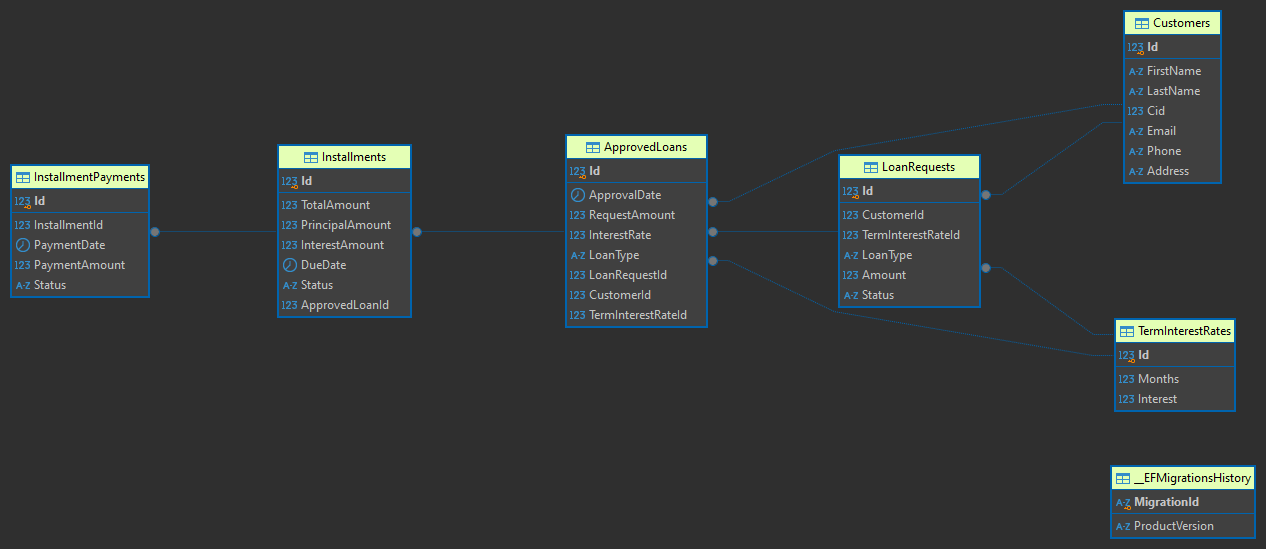 InstallmentPayments
123 Id
123 InstallmentId
PaymentDate
123 PaymentAmount
A-Z Status
Installments
123 Id
123 TotalAmount
123 PrincipalAmount
123 InterestAmount
DueDate
A-Z Status
123 ApprovedLoanId
ApprovedLoans
123 Id
ApprovalDate
123 RequestAmount
123 InterestRate
A-Z LoanType
123 LoanRequestId
123 CustomerId
123 TermInterestRateId
LoanRequests
123 Id
123 CustomerId
123 TermInterestRateId
A-Z LoanType
123 Amount
A-Z Status
Customers
123 Id
A-Z FirstName
A-Z LastName
123 Cid
A-Z Email
A-Z Phone
A-Z Address
TermInterestRates
123 Id
123 Months
123 Interest
__EFMigrationsHistory
A-Z MigrationId
A-Z ProductVersion